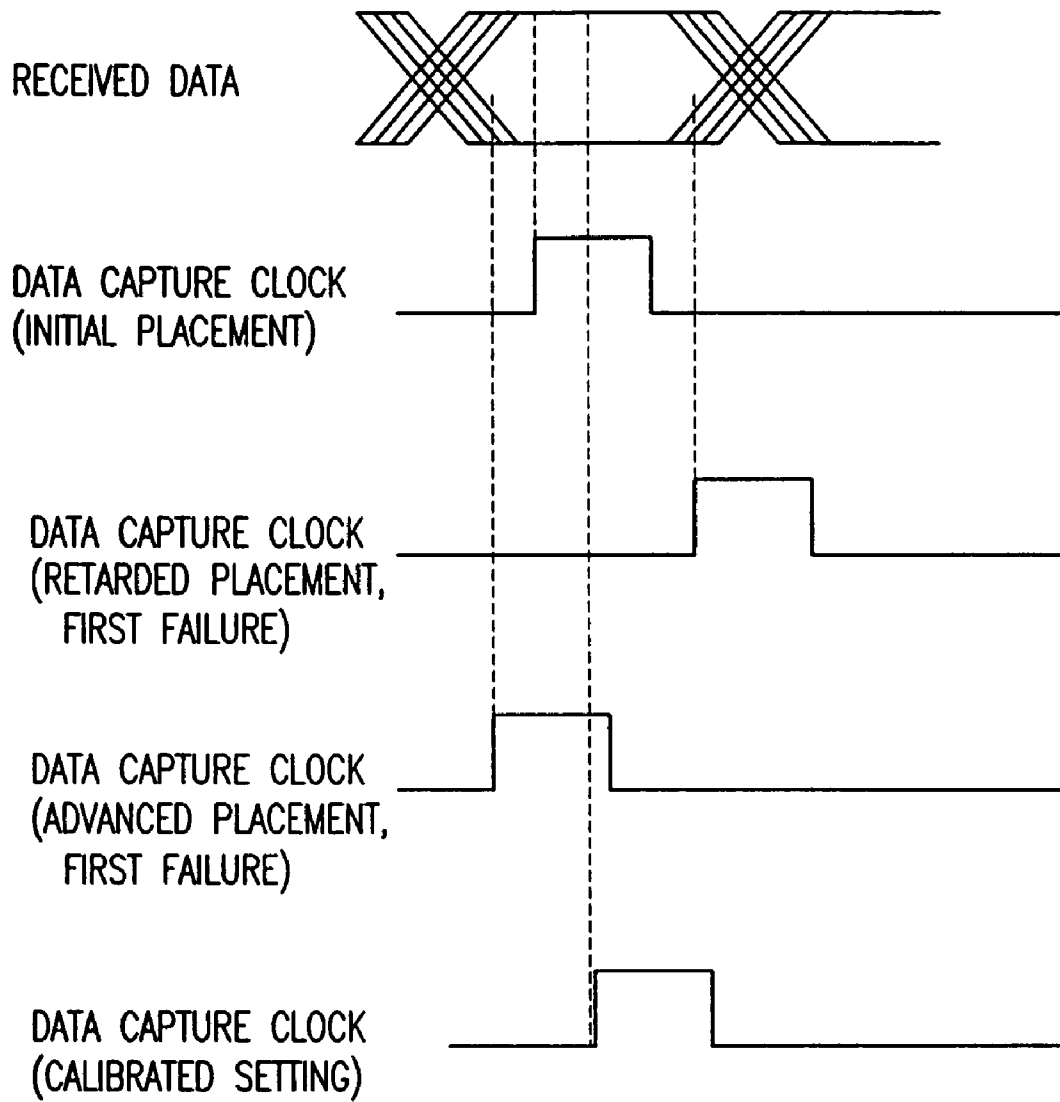 RECEIVED DATA
DATA CAPTURE CLOCK
(INITIAL PLACEMENT)
DATA CAPTURE CLOCK
(RETARDED PLACEMENT,
FIRST FAILURE)
DATA CAPTURE CLOCK
(ADVANCED PLACEMENT,
FIRST FAILURE)
DATA CAPTURE CLOCK
(CALIBRATED SETTING)